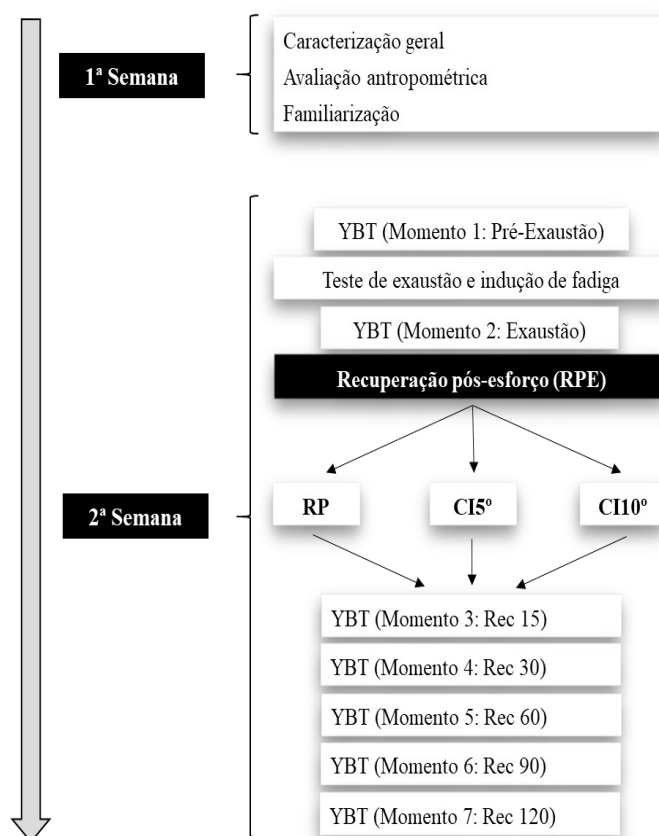 1ª Semana
Caracterização geral
Avaliação antropométrica
Familiarização
2ª Semana
YBT (Momento 1: Pré-Exaustão)
Teste de exaustão e indução de fadiga
YBT (Momento 2: Exaustão)
Recuperação pós-esforço (RPE)
RP
CI5º
CI10º
YBT (Momento 3: Rec 15)
YBT (Momento 4: Rec 30)
YBT (Momento 5: Rec 60)
YBT (Momento 6: Rec 90)
YBT (Momento 7: Rec 120)